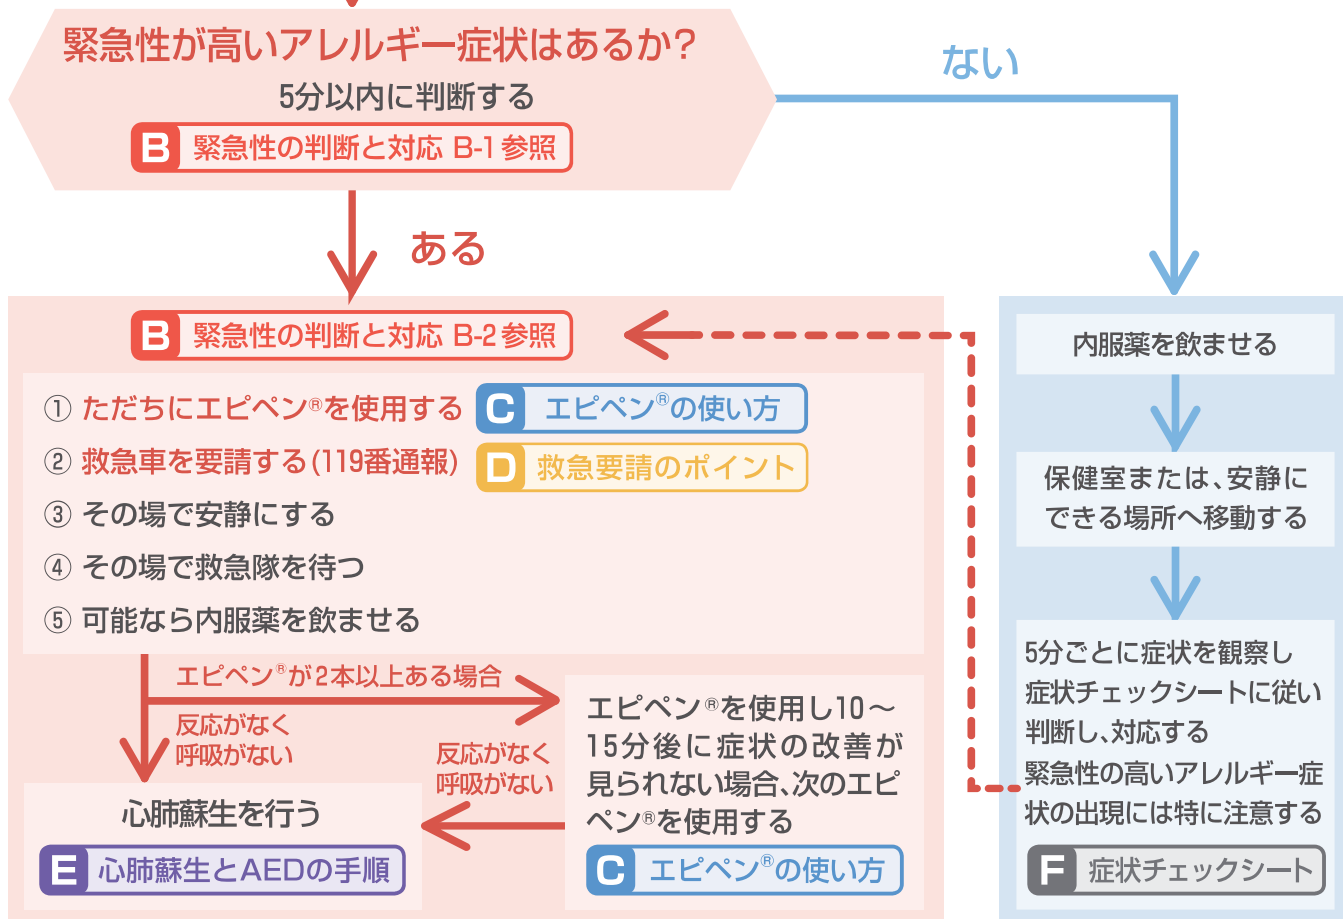 緊急性が高いアレルギー症状はあるか?
5分以内に判断する
B 緊急性の判断と対応 B-1参照
ない
ある
B 緊急性の判断と対応 B-2参照
① ただちにエピペン®を使用する
C エピペン®の使い方
② 救急車を要請する(119番通報)
D 救急要請のポイント
③ その場で安静にする
④ その場で救急隊を待つ
⑤ 可能なら内服薬を飲ませる
エピペン®が2本以上ある場合
反応がなく
呼吸がない
エピペン®を使用し10～
15分後に症状の改善が
見られない場合、次のエピ
ペン®を使用する
C エピペン®の使い方
反応がなく
呼吸がない
心肺蘇生を行う
E 心肺蘇生とAEDの手順
内服薬を飲ませる
保健室または、安静に
できる場所へ移動する
5分ごとに症状を観察し
症状チェックシートに従い
判断し、対応する
緊急性の高いアレルギー症
状の出現には特に注意する
F 症状チェックシート